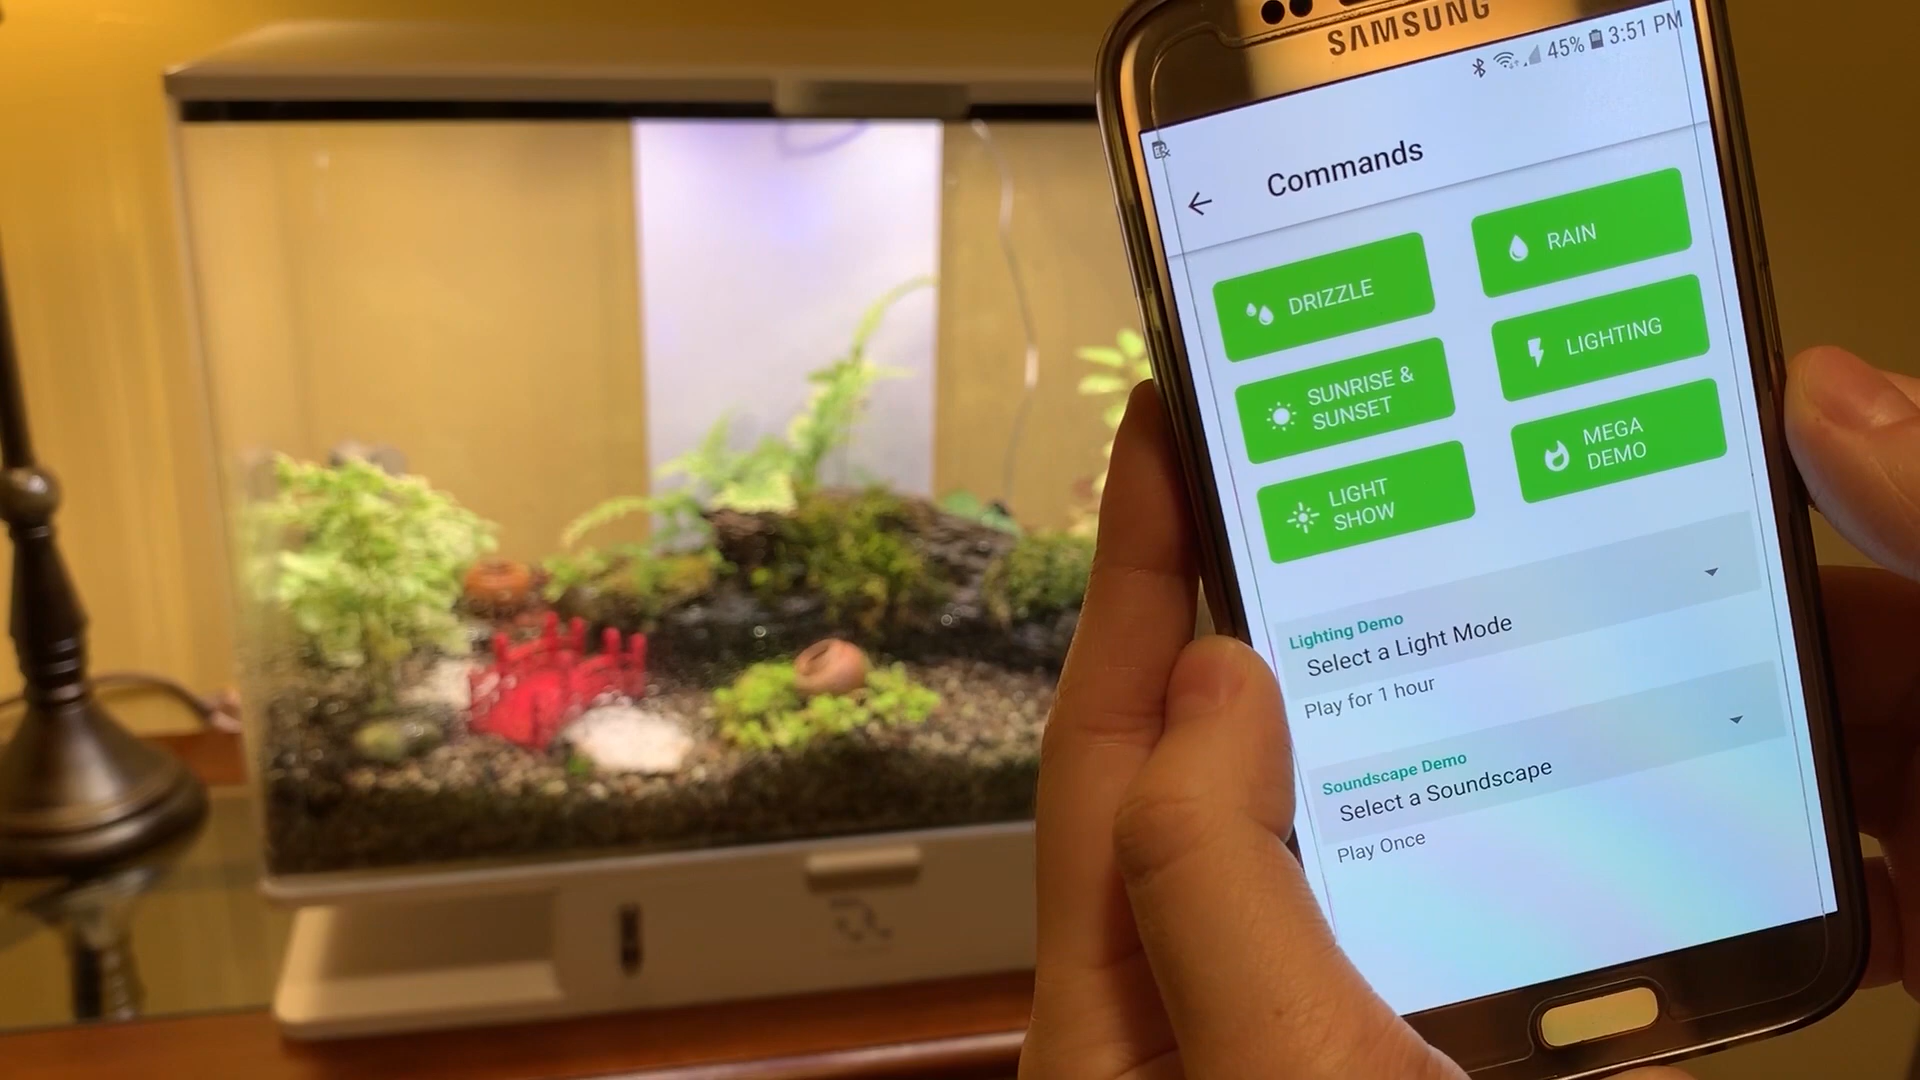 SAMSUNG
45% 3:51 PM
Commands
DRIZZLE
RAIN
SUNRISE &
SUNSET
LIGHTING
LIGHT
SHOW
MEGA
DEMO
Lighting Demo
Select a Light Mode
Play for 1 hour
Soundscape Demo
Select a Soundscape
Play Once